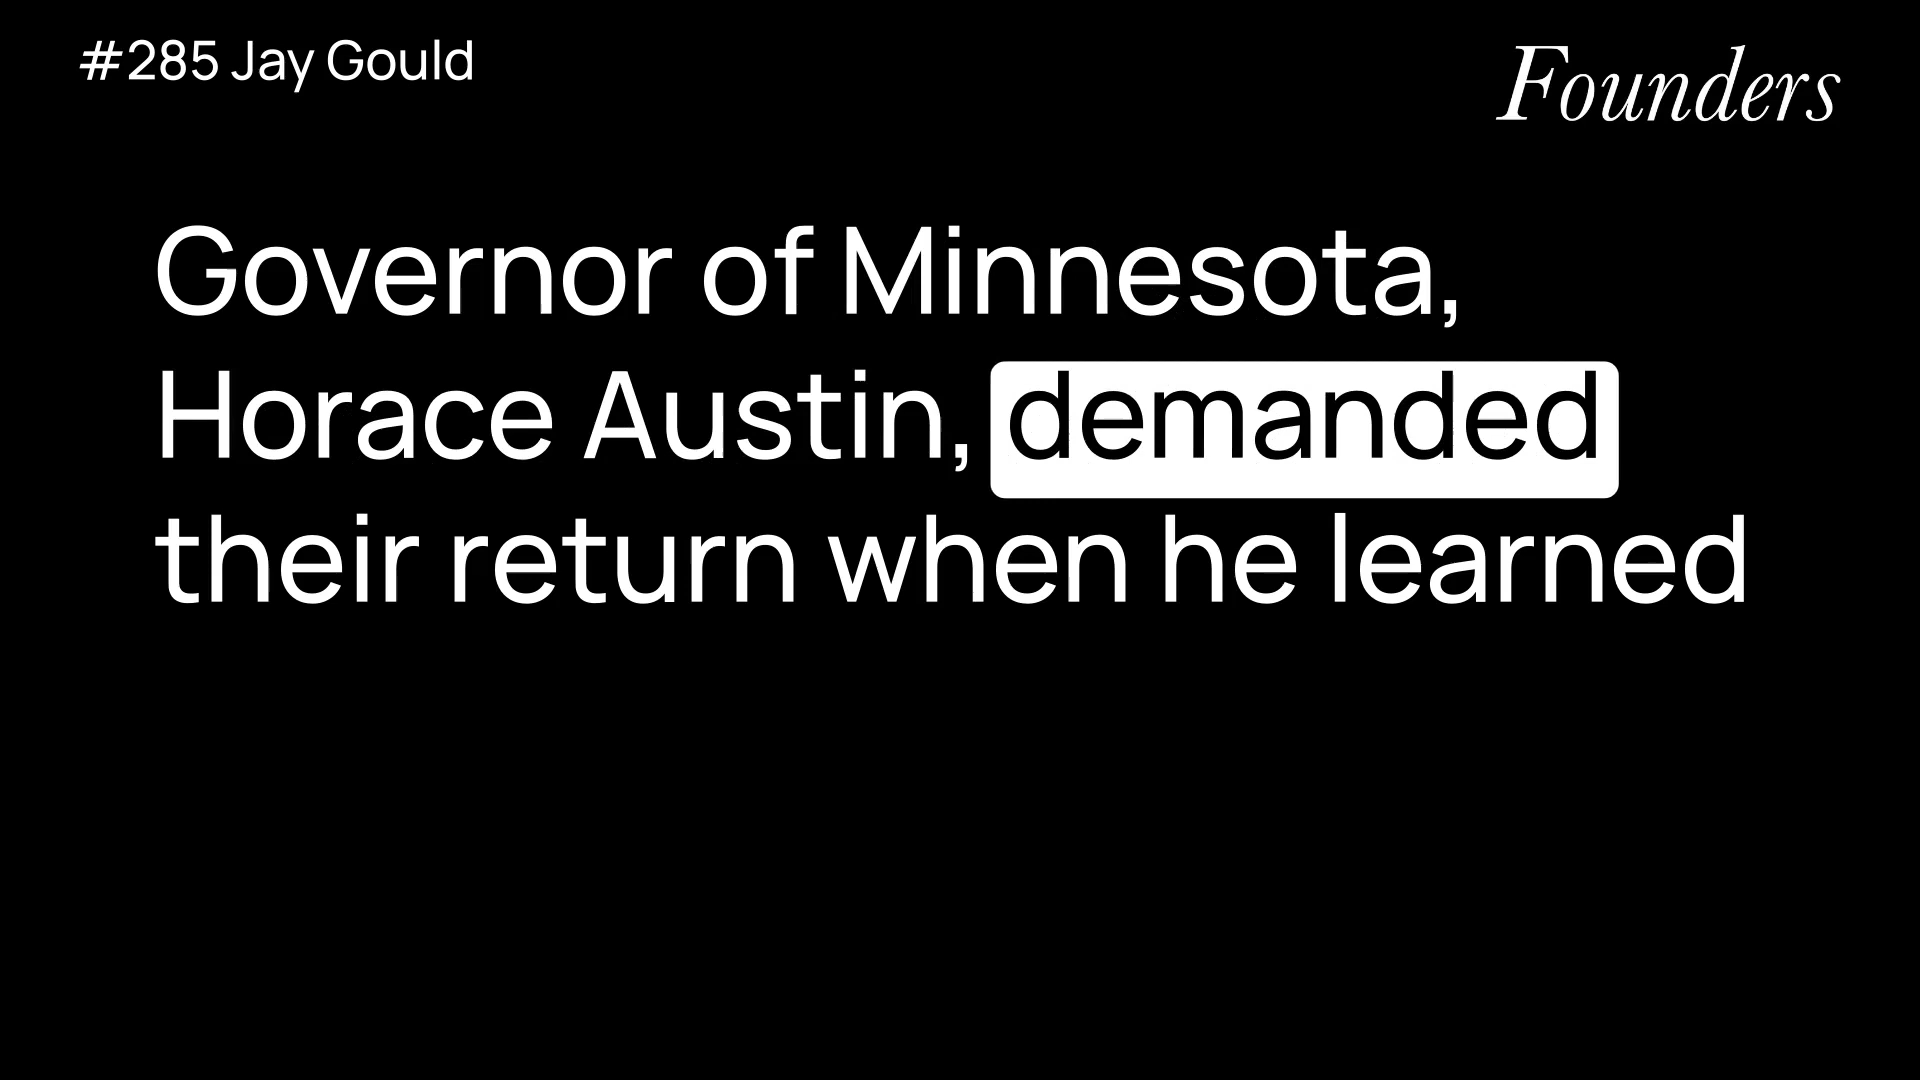 #285 Jay Gould
Founders
Governor of Minnesota,
Horace Austin, demanded
their return when he learned